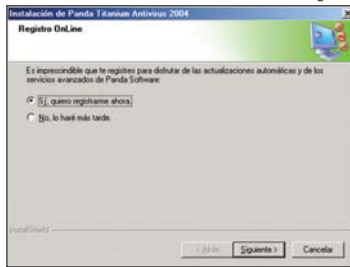 Instalación de Panda Titanium Antivirus 2004
Registro OnLine
Es imprescindible que te registres para disfrutar de las actualizaciones automáticas y de los
servicios avanzados de Panda Software:
Sí, quiero registrarme ahora.
No, lo haré más tarde.
InstallShield
< Atrás
Siguiente >
Cancelar